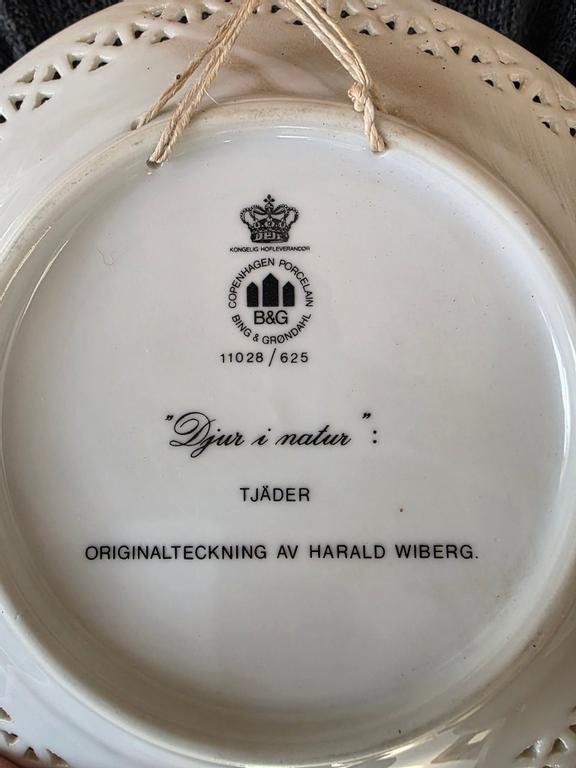 KONGELIG HOFLEVERANDØR
COPENHAGEN PORCELAIN
B&G
BING & GRØNDAHL
11028/625
"Djur i natur":
TJÄDER
ORIGINALTECKNING AV HARALD WIBERG.